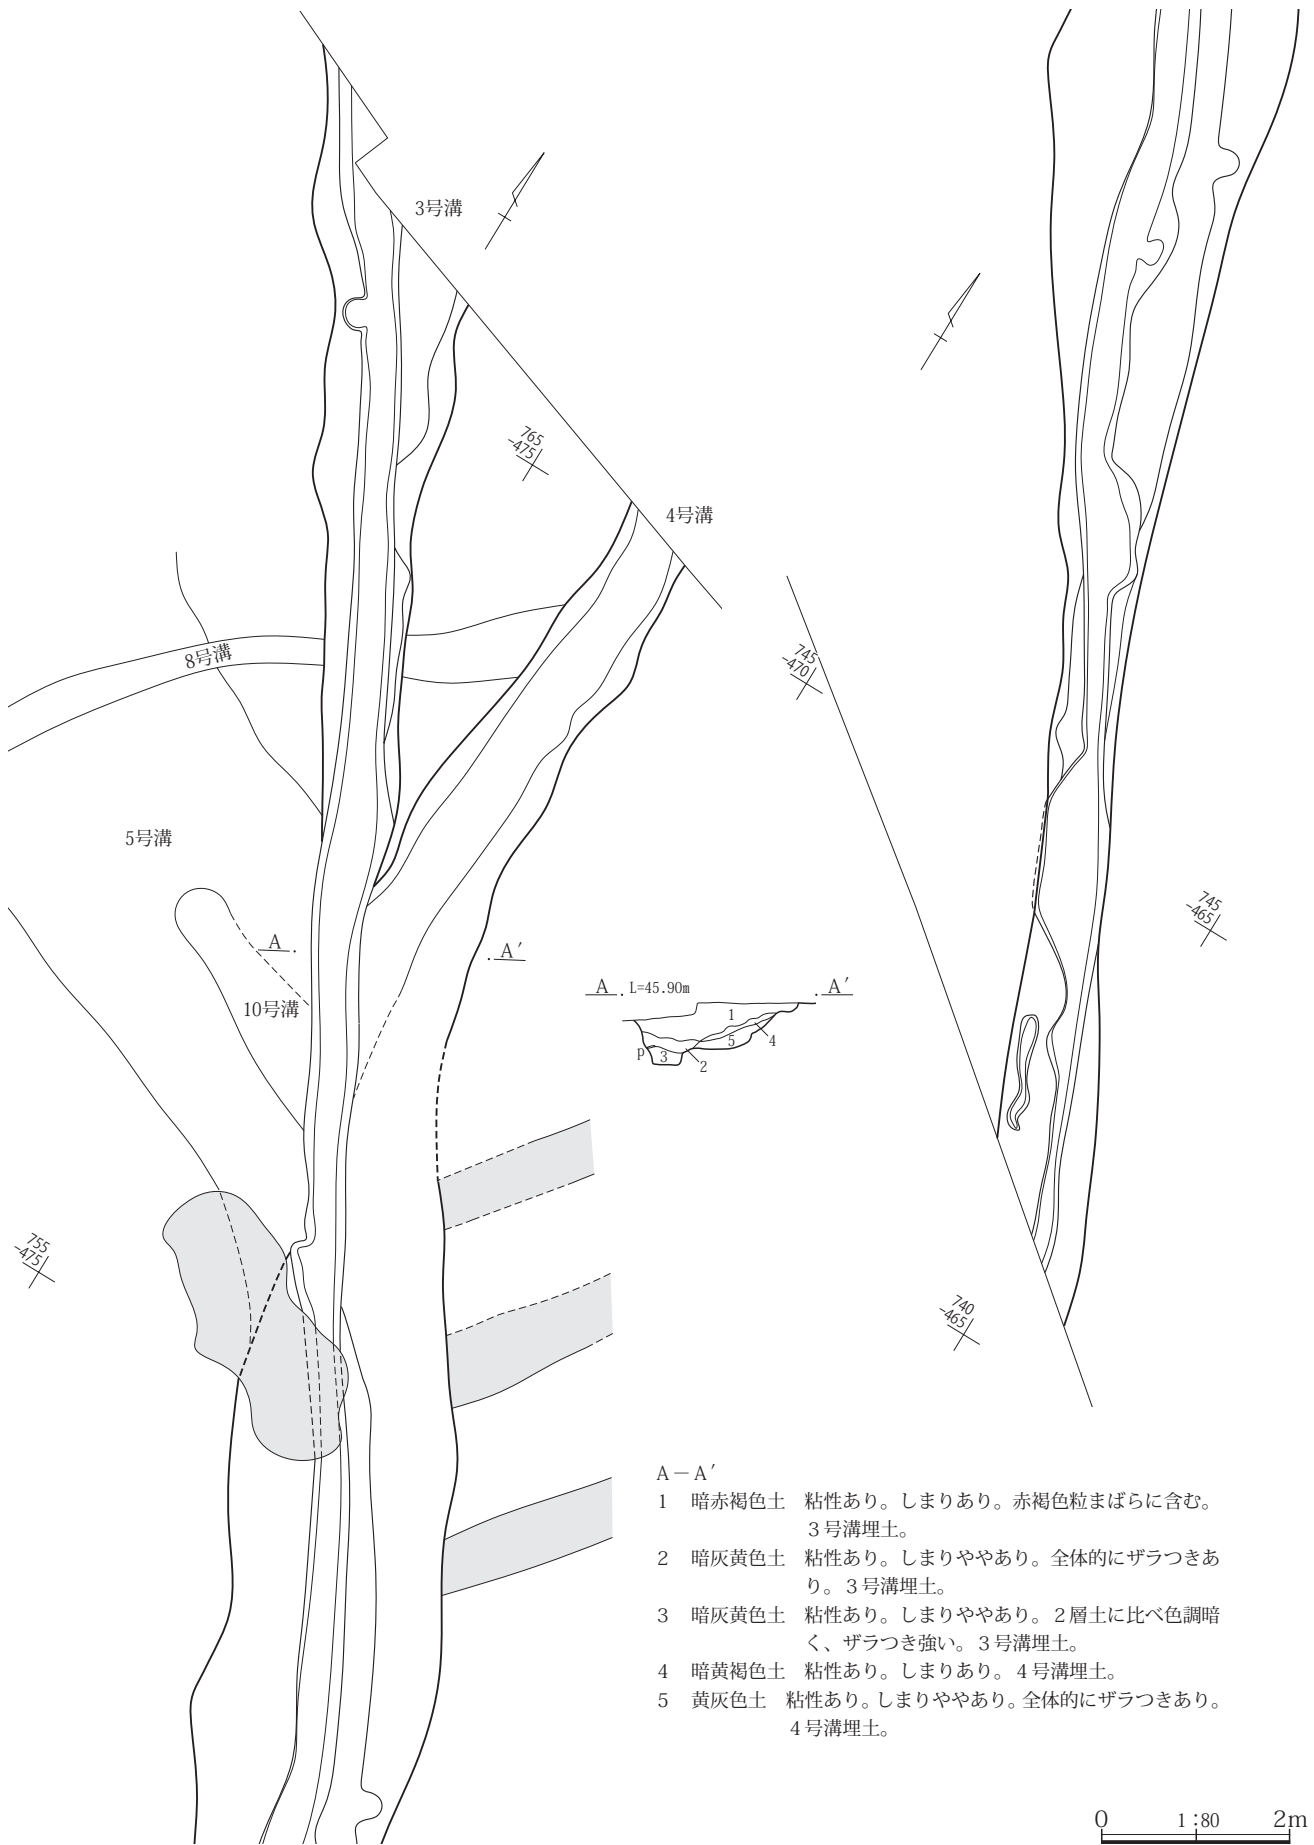 3号溝
765
-475
4号溝
8号溝
745
-470
5号溝
745
-465
A
A′
10号溝
A L=45.90m A′
1
4
5
p 3
2
755
-475
740
-465
A－A′
1 暗赤褐色土 粘性あり。しまりあり。赤褐色粒まばらに含む。
３号溝埋土。
2 暗灰黄色土 粘性あり。しまりややあり。全体的にザラつきあ
り。３号溝埋土。
3 暗灰黄色土 粘性あり。しまりややあり。２層土に比べ色調暗
く、ザラつき強い。３号溝埋土。
4 暗黄褐色土 粘性あり。しまりあり。４号溝埋土。
5 黄灰色土 粘性あり。しまりややあり。全体的にザラつきあり。
４号溝埋土。
0 1：80 2m